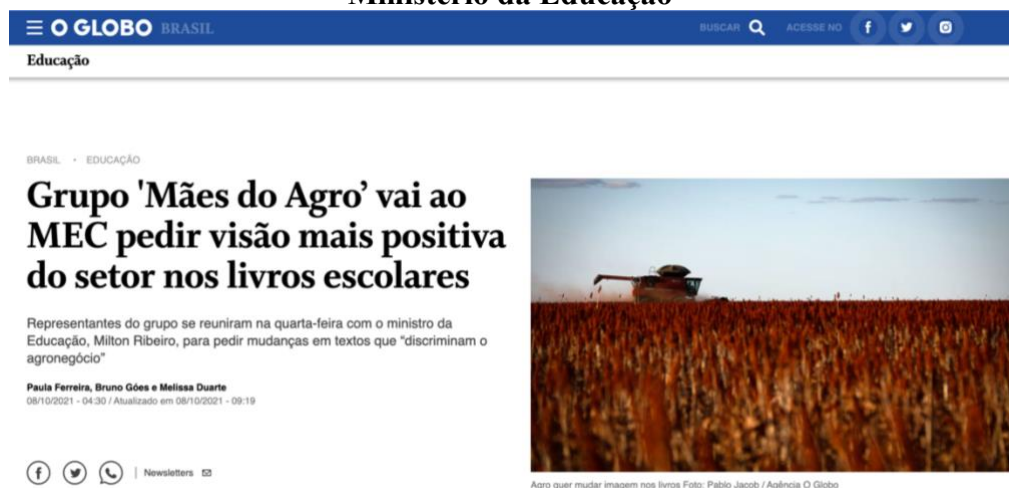 Ministério da Educação
O GLOBO BRASIL
BUSCAR
ACESSE NO
Educação
BRASIL • EDUCAÇÃO
Grupo 'Mães do Agro’ vai ao
MEC pedir visão mais positiva
do setor nos livros escolares
Representantes do grupo se reuniram na quarta-feira com o ministro da
Educação, Milton Ribeiro, para pedir mudanças em textos que “discriminam o
agronegócio”
Paula Ferreira, Bruno Góes e Melissa Duarte
08/10/2021 - 04:30 / Atualizado em 08/10/2021 - 09:19
Newsletters
Agro quer mudar imagem nos livros Foto: Pablo Jacob / Agência O Globo